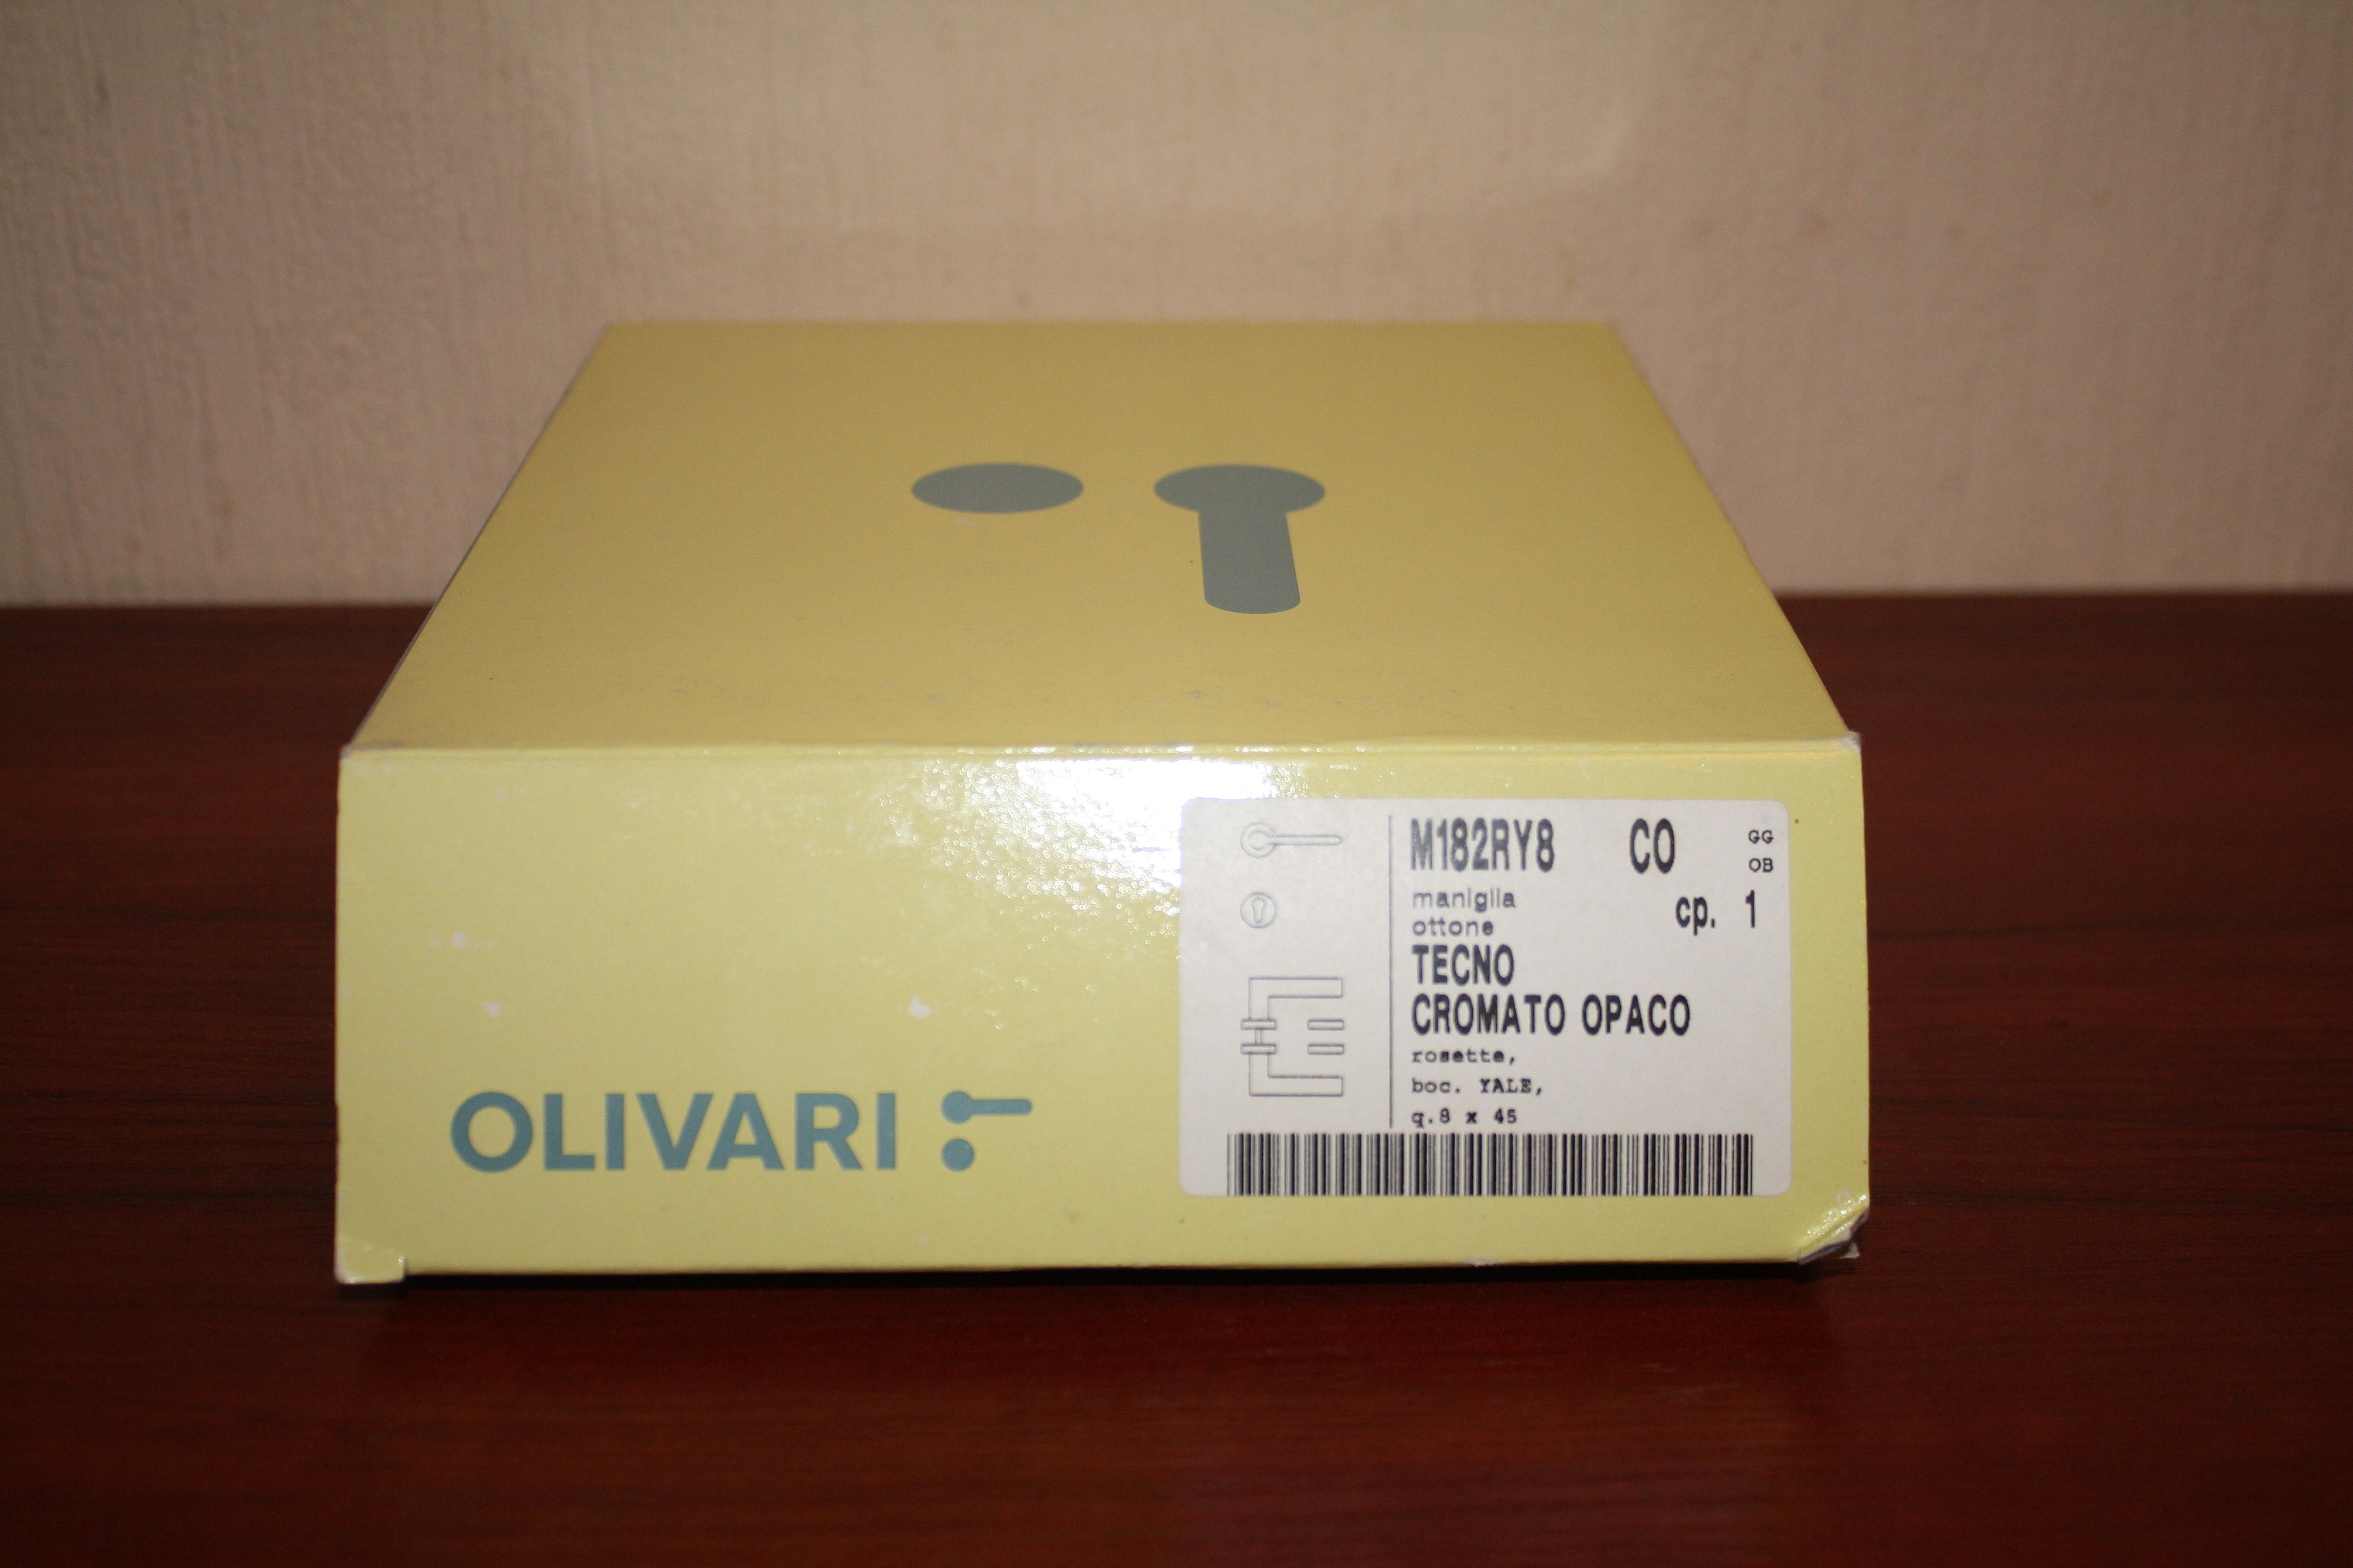 OLIVARI
M182RY8 CO GG
OB
maniglia
cp. 1
ottone
TECNO
CROMATO OPACO
rosette,
boc. YALE,
q.8 x 45